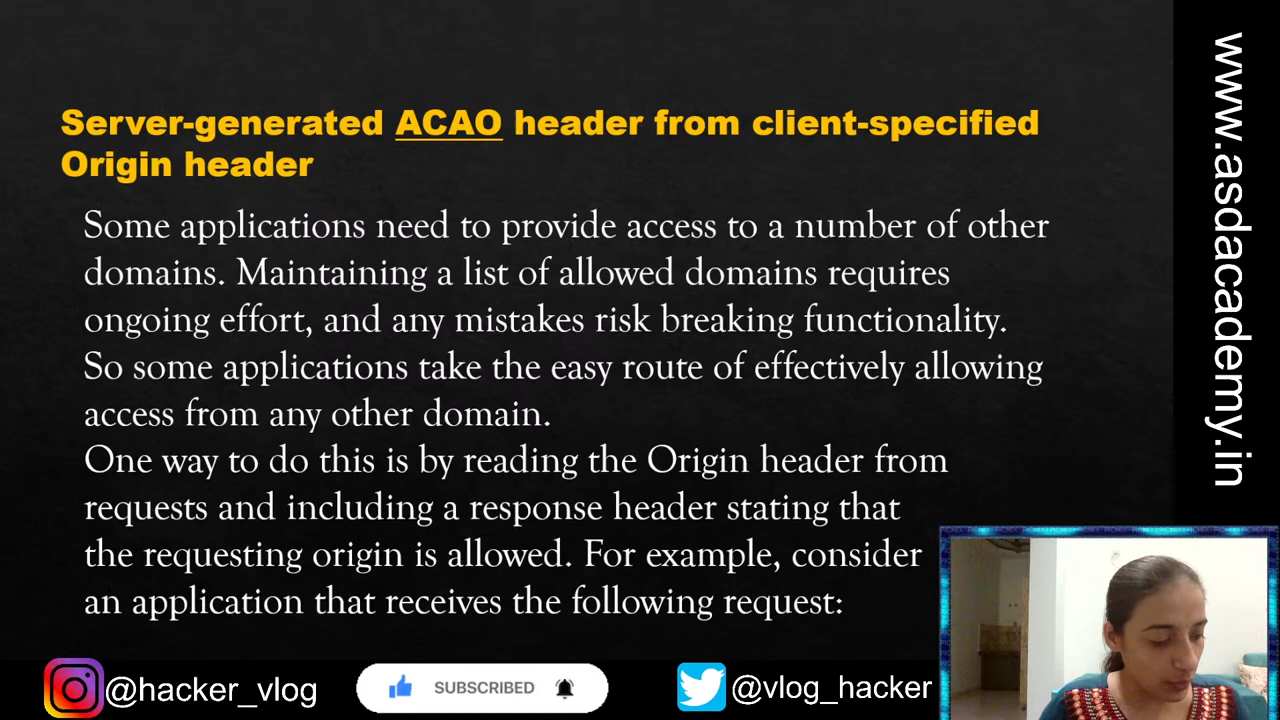 Server-generated ACAO header from client-specified
Origin header
Some applications need to provide access to a number of other
domains. Maintaining a list of allowed domains requires
ongoing effort, and any mistakes risk breaking functionality.
So some applications take the easy route of effectively allowing
access from any other domain.
One way to do this is by reading the Origin header from
requests and including a response header stating that
the requesting origin is allowed. For example, consider
an application that receives the following request:
www.asdacademy.in
@hacker_vlog
SUBSCRIBED
@vlog_hacker